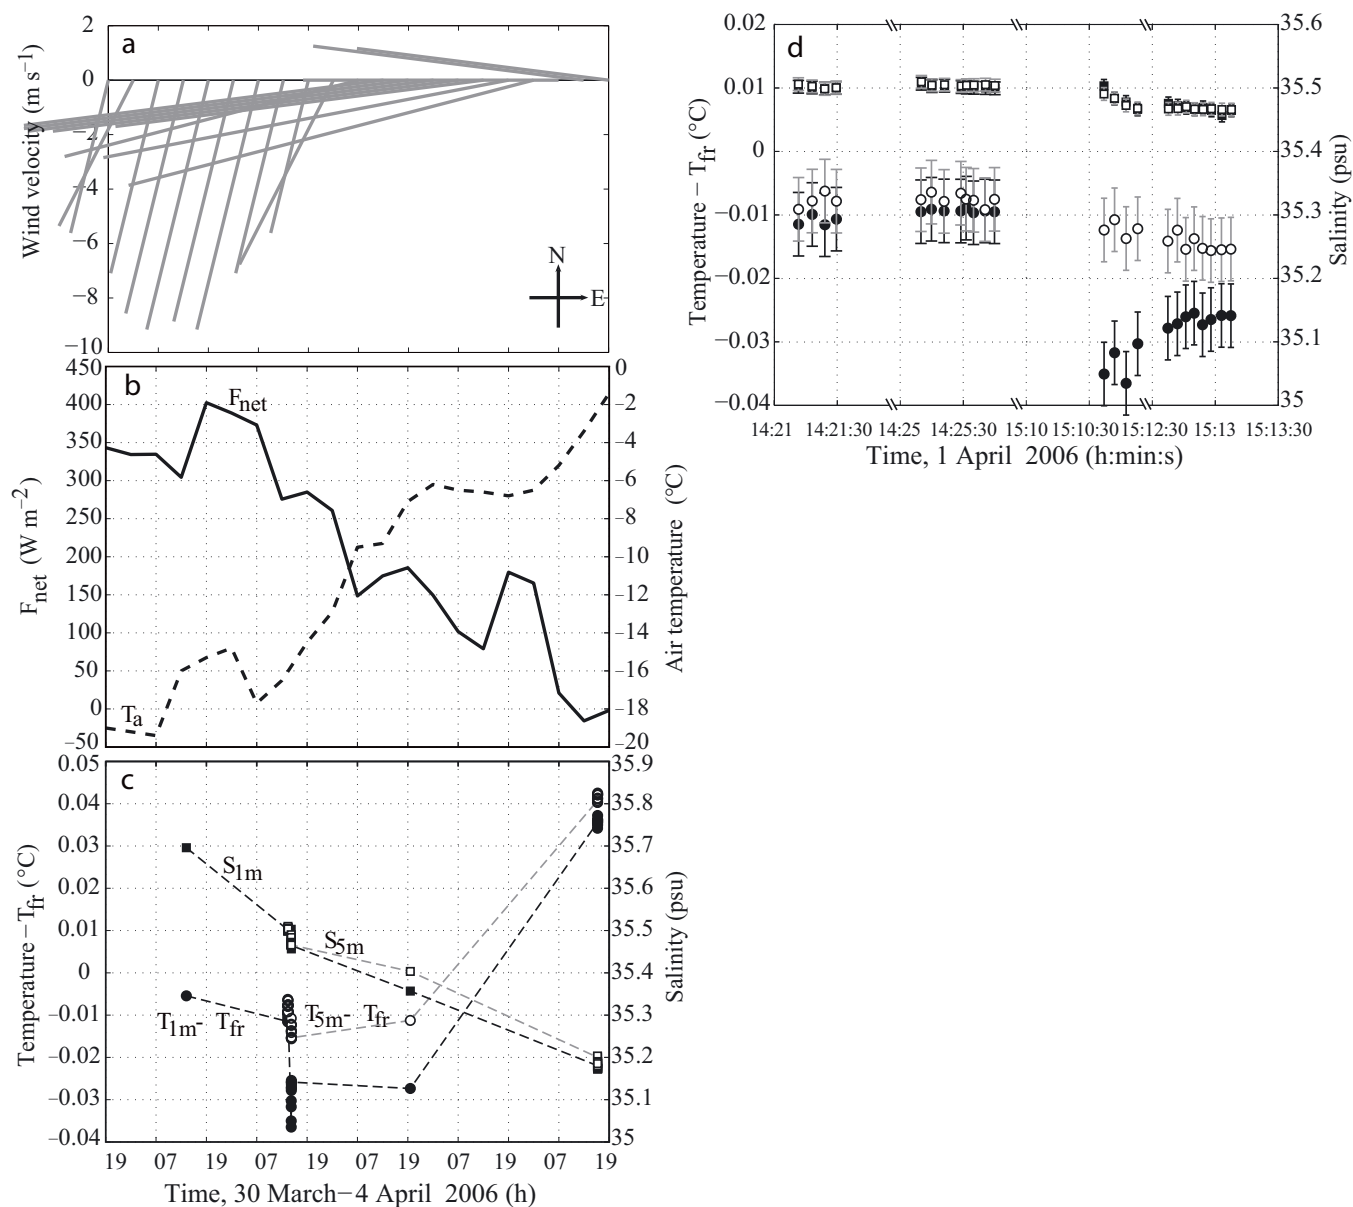 a
Wind velocity (m s−1)
2
0
−2
−4
−6
−8
−10
N
E
b
Fnet (W m−2)
450
400
350
300
250
200
150
100
50
0
−50
Fnet
Ta
0
−2
−4
−6
−8
−10
−12
−14
−16
−18
−20
Air temperature (°C)
c
Temperature−Tfr (°C)
0.05
0.04
0.03
0.02
0.01
0
−0.01
−0.02
−0.03
−0.04
S1m
S5m
T1m- Tfr
T5m- Tfr
35.9
35.8
35.7
35.6
35.5
35.4
35.3
35.2
35.1
35
Salinity (psu)
19 07 19 07 19 07 19 07 19 07 19
Time, 30 March−4 April 2006 (h)
d
Temperature − Tfr (°C)
0.02
0.01
0
−0.01
−0.02
−0.03
−0.04
35.6
35.5
35.4
35.3
35.2
35.1
35
Salinity (psu)
14:21 14:21:30 14:25 14:25:30 15:10 15:10:30 15:12:30 15:13 15:13:30
Time, 1 April 2006 (h:min:s)